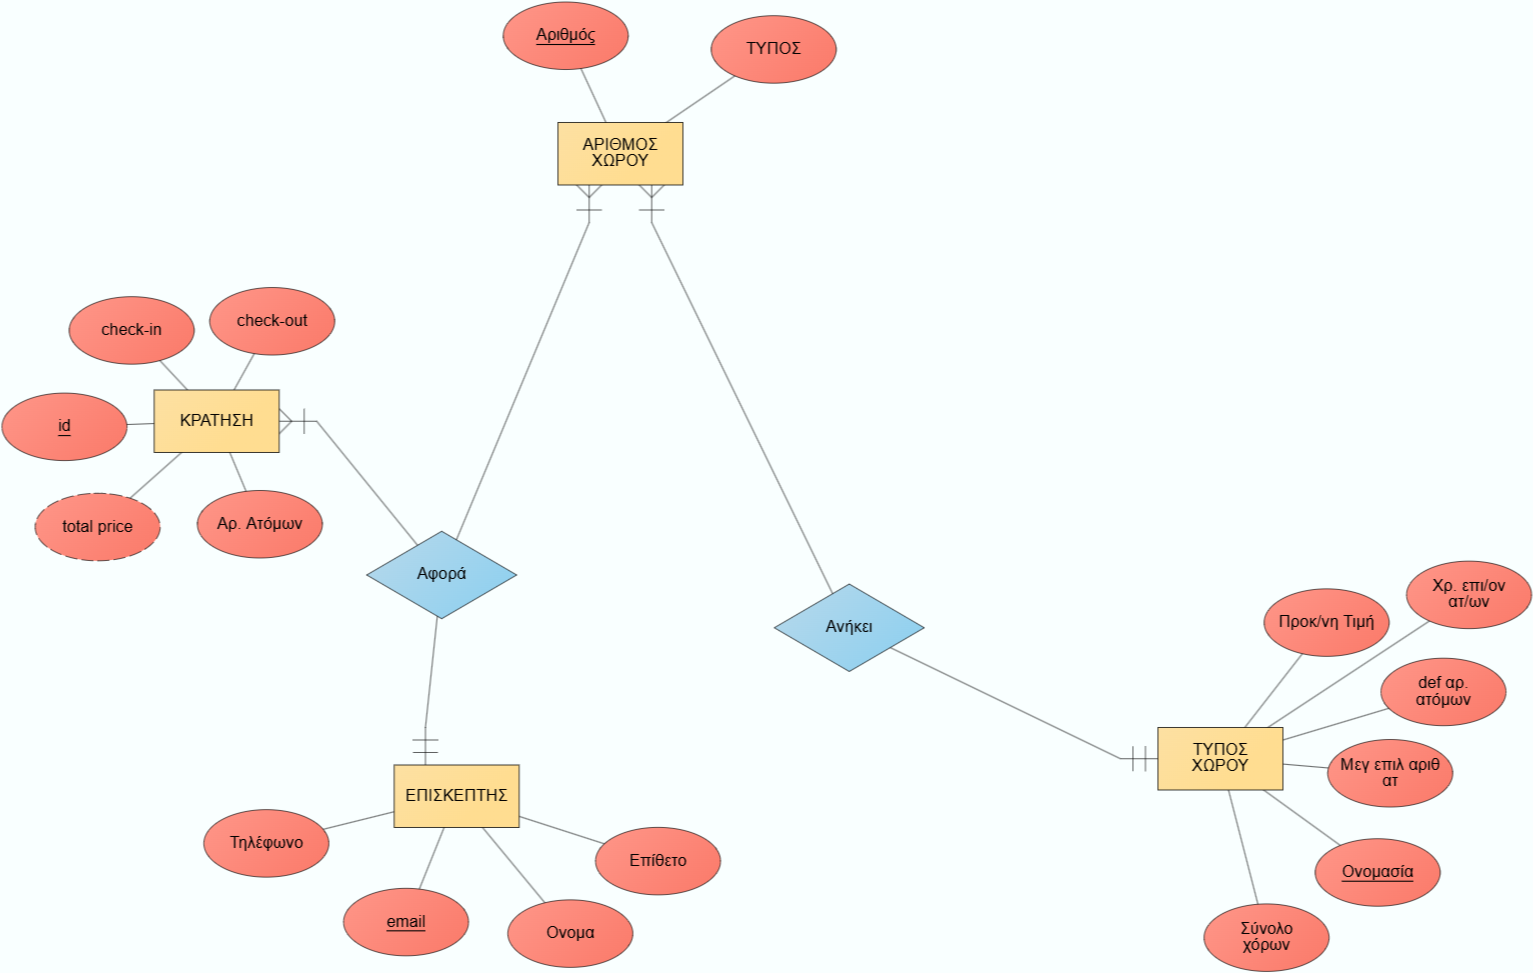 Αριθμός
ΤΥΠΟΣ
ΑΡΙΘΜΟΣ
ΧΩΡΟΥ
check-in
check-out
id
ΚΡΑΤΗΣΗ
total price
Αρ. Ατόμων
Αφορά
Ανήκει
Προκ/νη Τιμή
Χρ. επι/ον
ατ/ων
def αρ.
ατόμων
ΤΥΠΟΣ
ΧΩΡΟΥ
Μεγ επιλ αριθ
ατ
Ονομασία
Σύνολο
χόρων
ΕΠΙΣΚΕΠΤΗΣ
Τηλέφωνο
email
Ονομα
Επίθετο